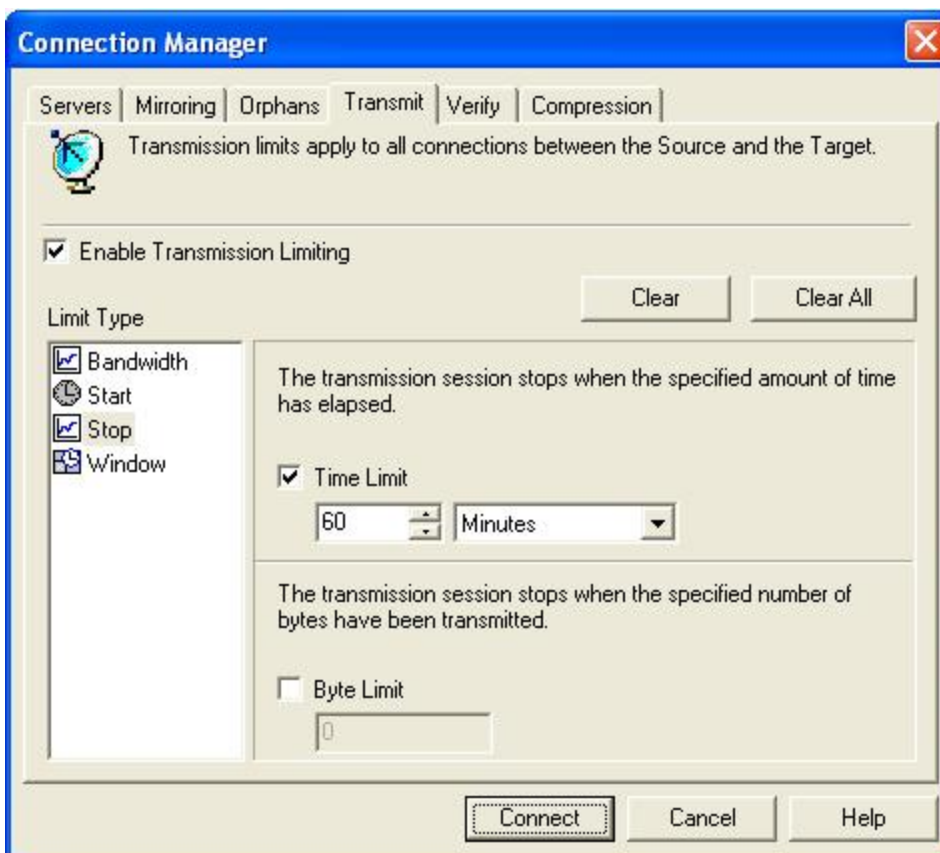 Connection Manager
Servers Mirroring Orphans Transmit Verify Compression
Transmission limits apply to all connections between the Source and the Target.
Enable Transmission Limiting
Clear Clear All
Limit Type
Bandwidth
Start
Stop
Window
The transmission session stops when the specified amount of time
has elapsed.
Time Limit
60 Minutes
The transmission session stops when the specified number of
bytes have been transmitted.
Byte Limit
0
Connect Cancel Help